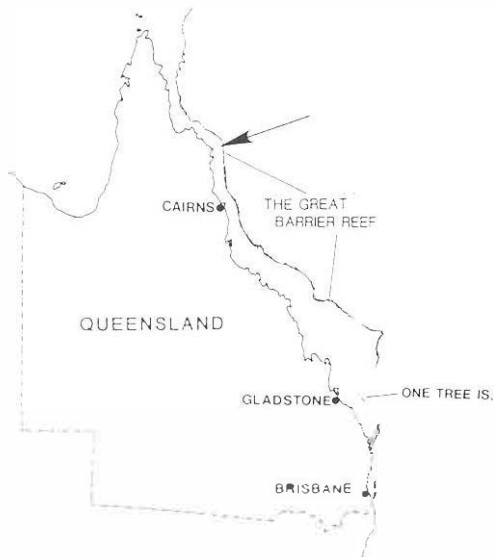 CAIRNS
THE GREAT
BARRIER REEF
QUEENSLAND
GLADSTONE
ONE TREE IS.
BRISBANE